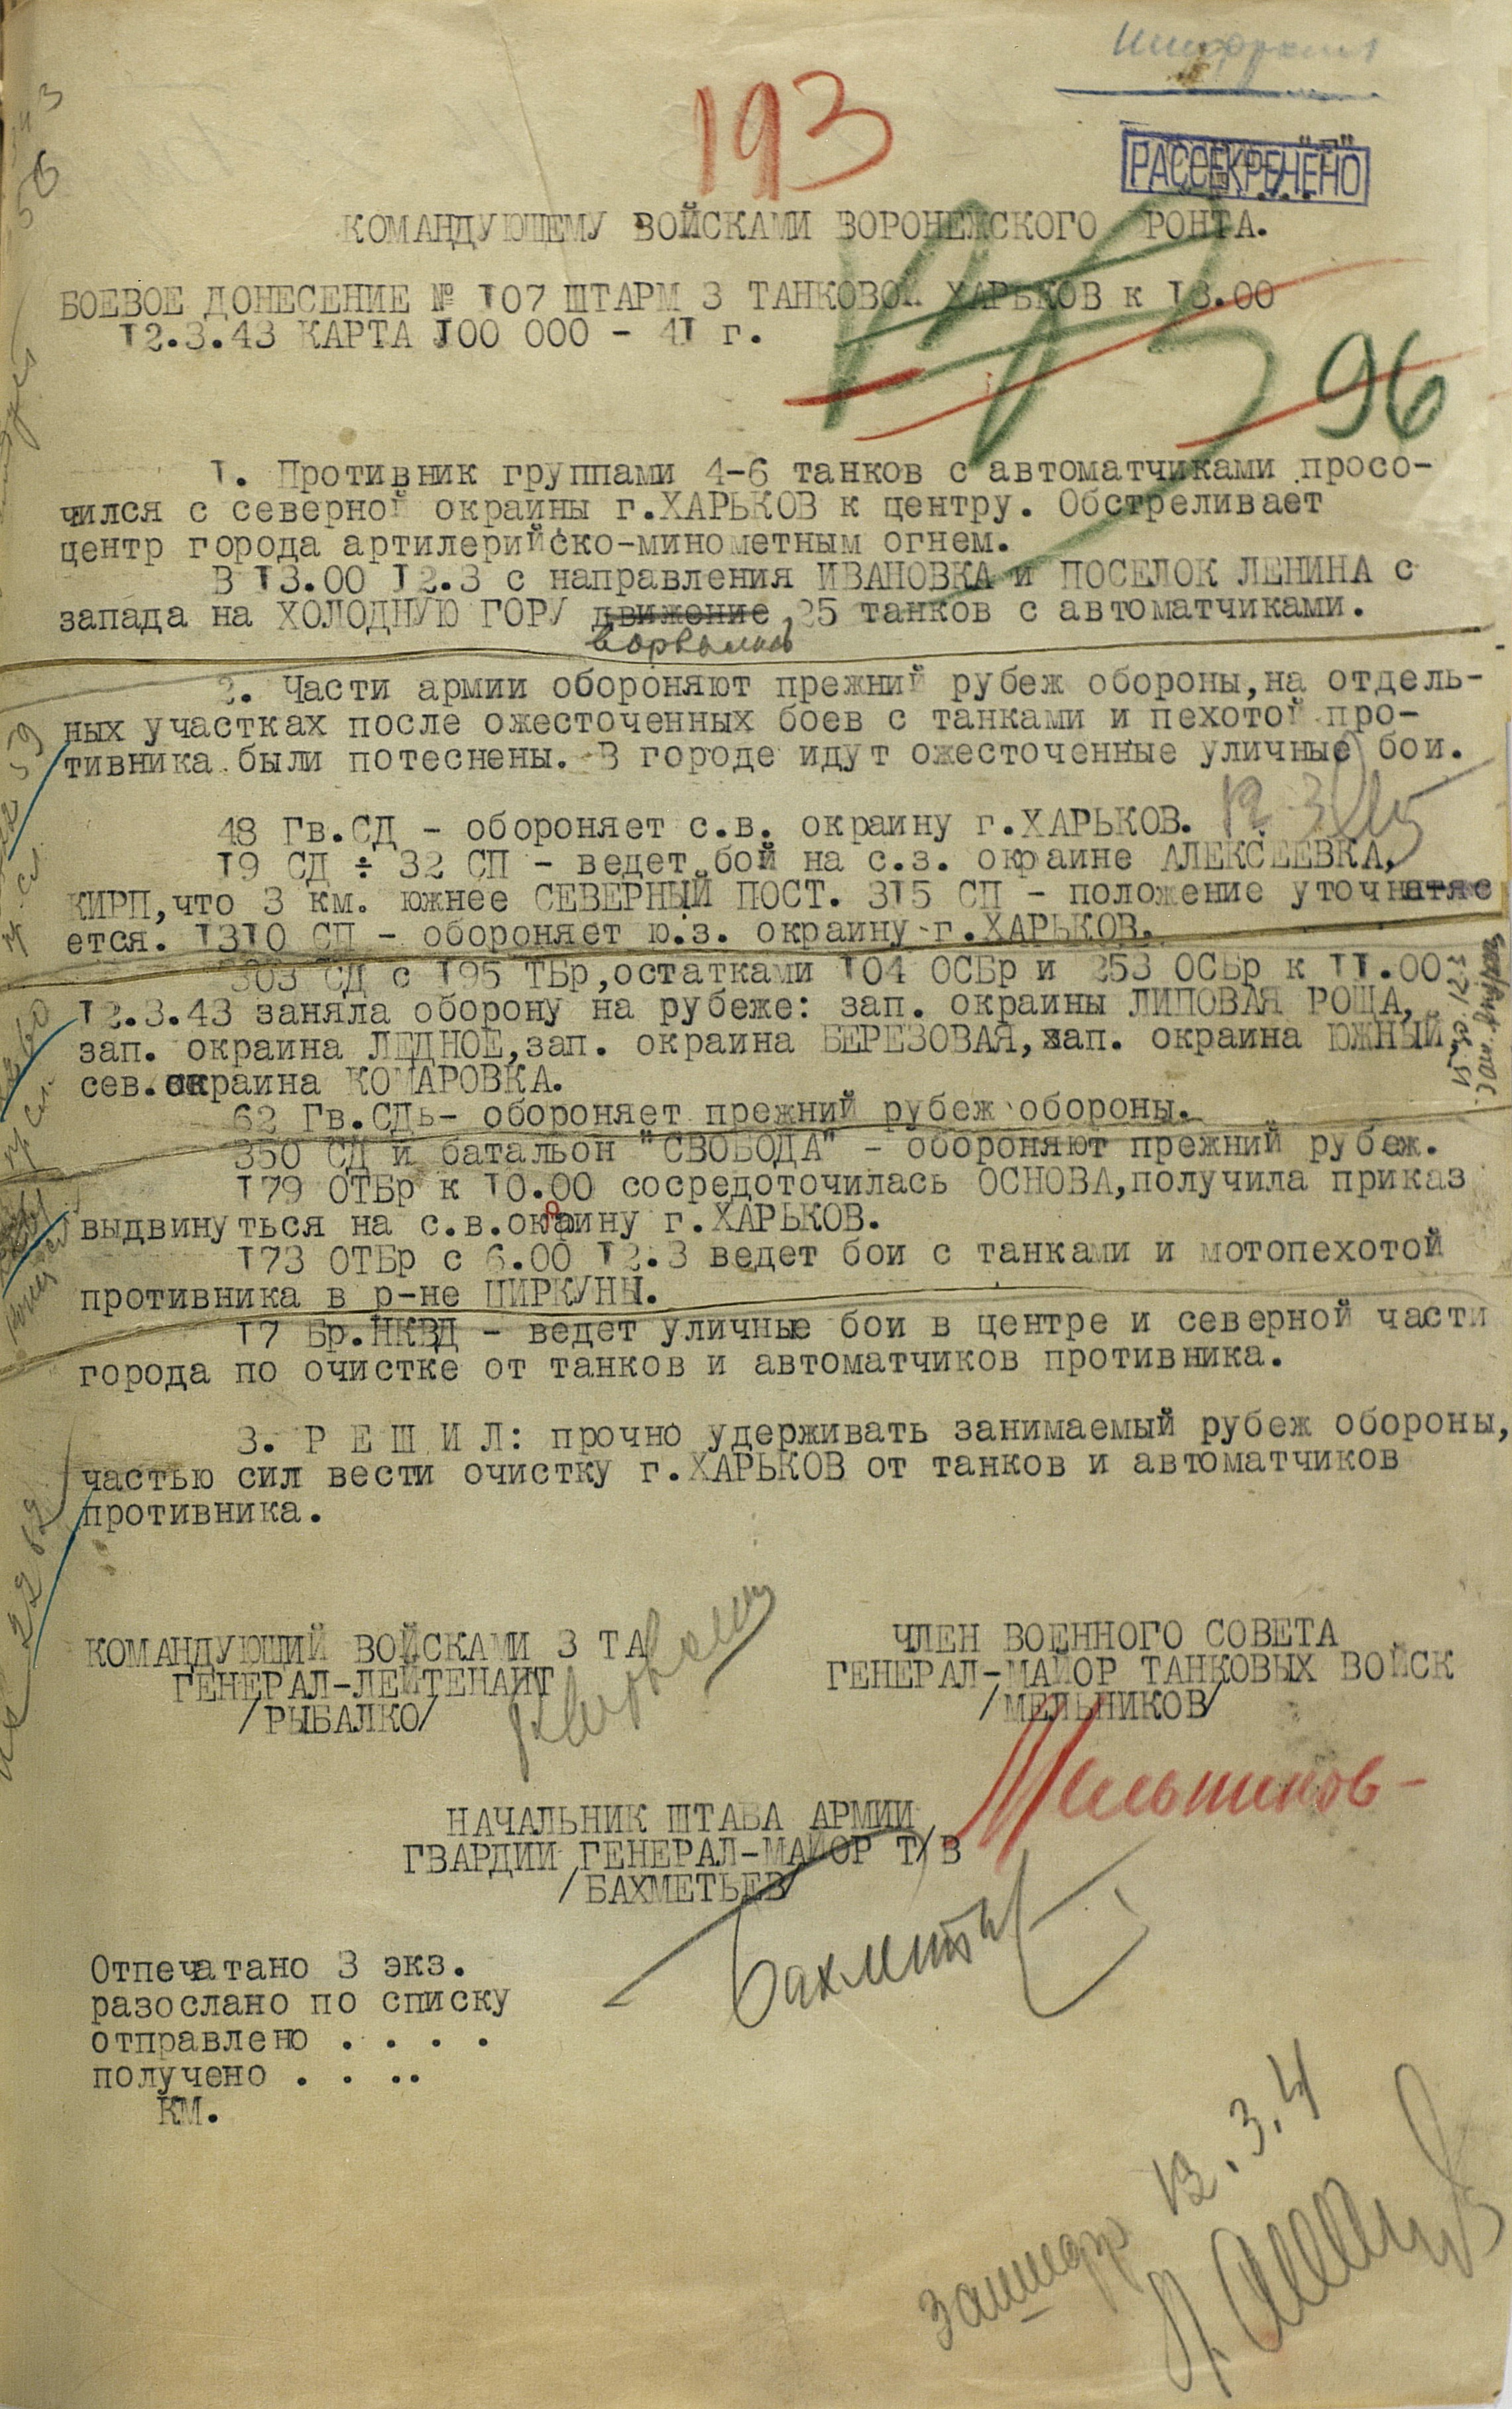 193
РАССЕКРЕЧЕНО
КОМАНДУЮЩЕМУ ВОЙСКАМИ ВОРОНЕЖСКОГО РОНТА.
БОЕВОЕ ДОНЕСЕНИЕ № 107 ШТАРМ 3 ТАНКОВОЙ ХАРЬКОВ к
12.3.43 КАРТА 100 000 - 41 г.
96
1. Противник группами 4-6 танков с автоматчиками просо-
чился с северной окраины г.ХАРЬКОВ к центру. Обстреливает
центр города артилерийско-минометным огнем.
В 13.00 12.3 с направления ИВАНОВКА и ПОСЕЛОК ЛЕНИНА с
запада на ХОЛОДНУЮ ГОРУ движение 25 танков с автоматчиками.
ворвались
2. Части армии обороняют прежний рубеж обороны,на отдель-
ных участках после ожесточенных боев с танками и пехотой про-
тивника были потеснены. В городе идут ожесточенные уличные бои.
48 Гв.СД - обороняет с.в. окраину г.ХАРЬКОВ.
19 СД ÷ 32 СП - ведет бой на с.з. окраине АЛЕКСЕЕВКА,
КИРП,что 3 км. южнее СЕВЕРНЫЙ ПОСТ. 315 СП - положение уточн
ется. 1310 СП - обороняет ю.з. окраину г.ХАРЬКОВ.
303 СД с 195 ТБр,остатками 104 ОСБр и 253 ОСБр к 11.00
12.3.43 заняла оборону на рубеже: зап. окраины ЛИПОВАЯ РОЩА,
зап. окраина ЛЕДНОЕ,зап. окраина БЕРЕЗОВАЯ, зап. окраина ЮЖНЫЙ
сев.окраина КОМАРОВКА.
62 Гв.СДь- обороняет прежний рубеж обороны.
350 СД и батальон "СВОБОДА" - обороняют прежний рубеж.
179 ОТБр к 10.00 сосредоточилась ОСНОВА,получила приказ
выдвинуться на с.в.окраину г.ХАРЬКОВ.
173 ОТБр с 6.00 12.3 ведет бои с танками и мотопехотой
противника в р-не ЦИРКУНЫ.
17 Бр.НКВД - ведет уличные бои в центре и северной части
города по очистке от танков и автоматчиков противника.
3. Р Е Ш И Л: прочно удерживать занимаемый рубеж обороны,
частью сил вести очистку г.ХАРЬКОВ от танков и автоматчиков
противника.
КОМАНДУЮЩИЙ ВОЙСКАМИ 3 ТА
ГЕНЕРАЛ-ЛЕЙТЕНАНТ
/РЫБАЛКО/
ЧЛЕН ВОЕННОГО СОВЕТА
ГЕНЕРАЛ-МАЙОР ТАНКОВЫХ ВОЙСК
/МЕЛЬНИКОВ/
Мельников
НАЧАЛЬНИК ШТАБА АРМИИ
ГВАРДИИ ГЕНЕРАЛ-МАЙОР Т/В
/БАХМЕТЬЕВ/
Отпечатано 3 экз.
разослано по списку
отправлено . . . .
получено . . ..
КМ.